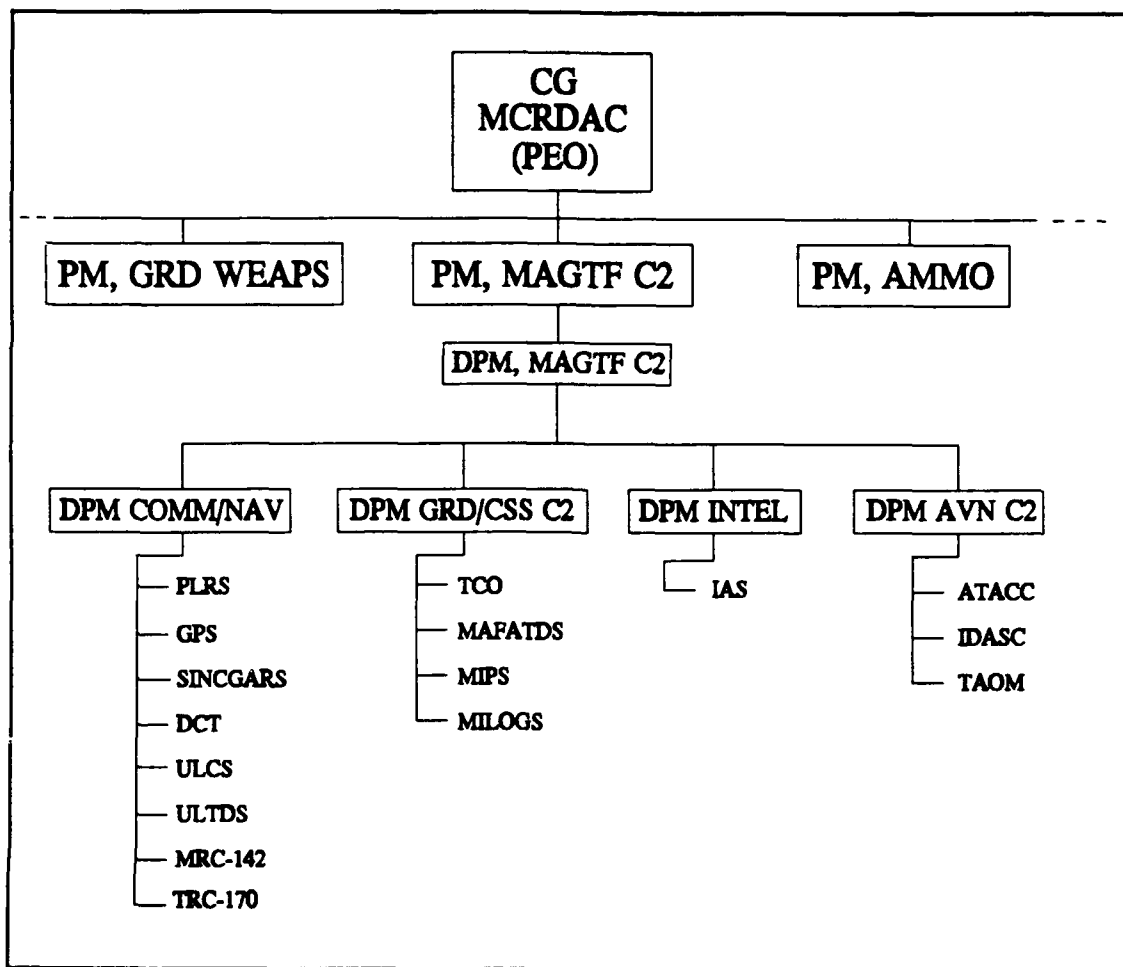 CG
MCRDAC
(PEO)
PM, GRD WEAPS
PM, MAGTF C2
PM, AMMO
DPM, MAGTF C2
DPM COMM/NAV
DPM GRD/CSS C2
DPM INTEL
DPM AVN C2
PLRS
GPS
SINCGARS
DCT
ULCS
ULTDS
MRC-142
TRC-170
TCO
MAFATDS
MIPS
MILOGS
IAS
ATACC
IDASC
TAOM